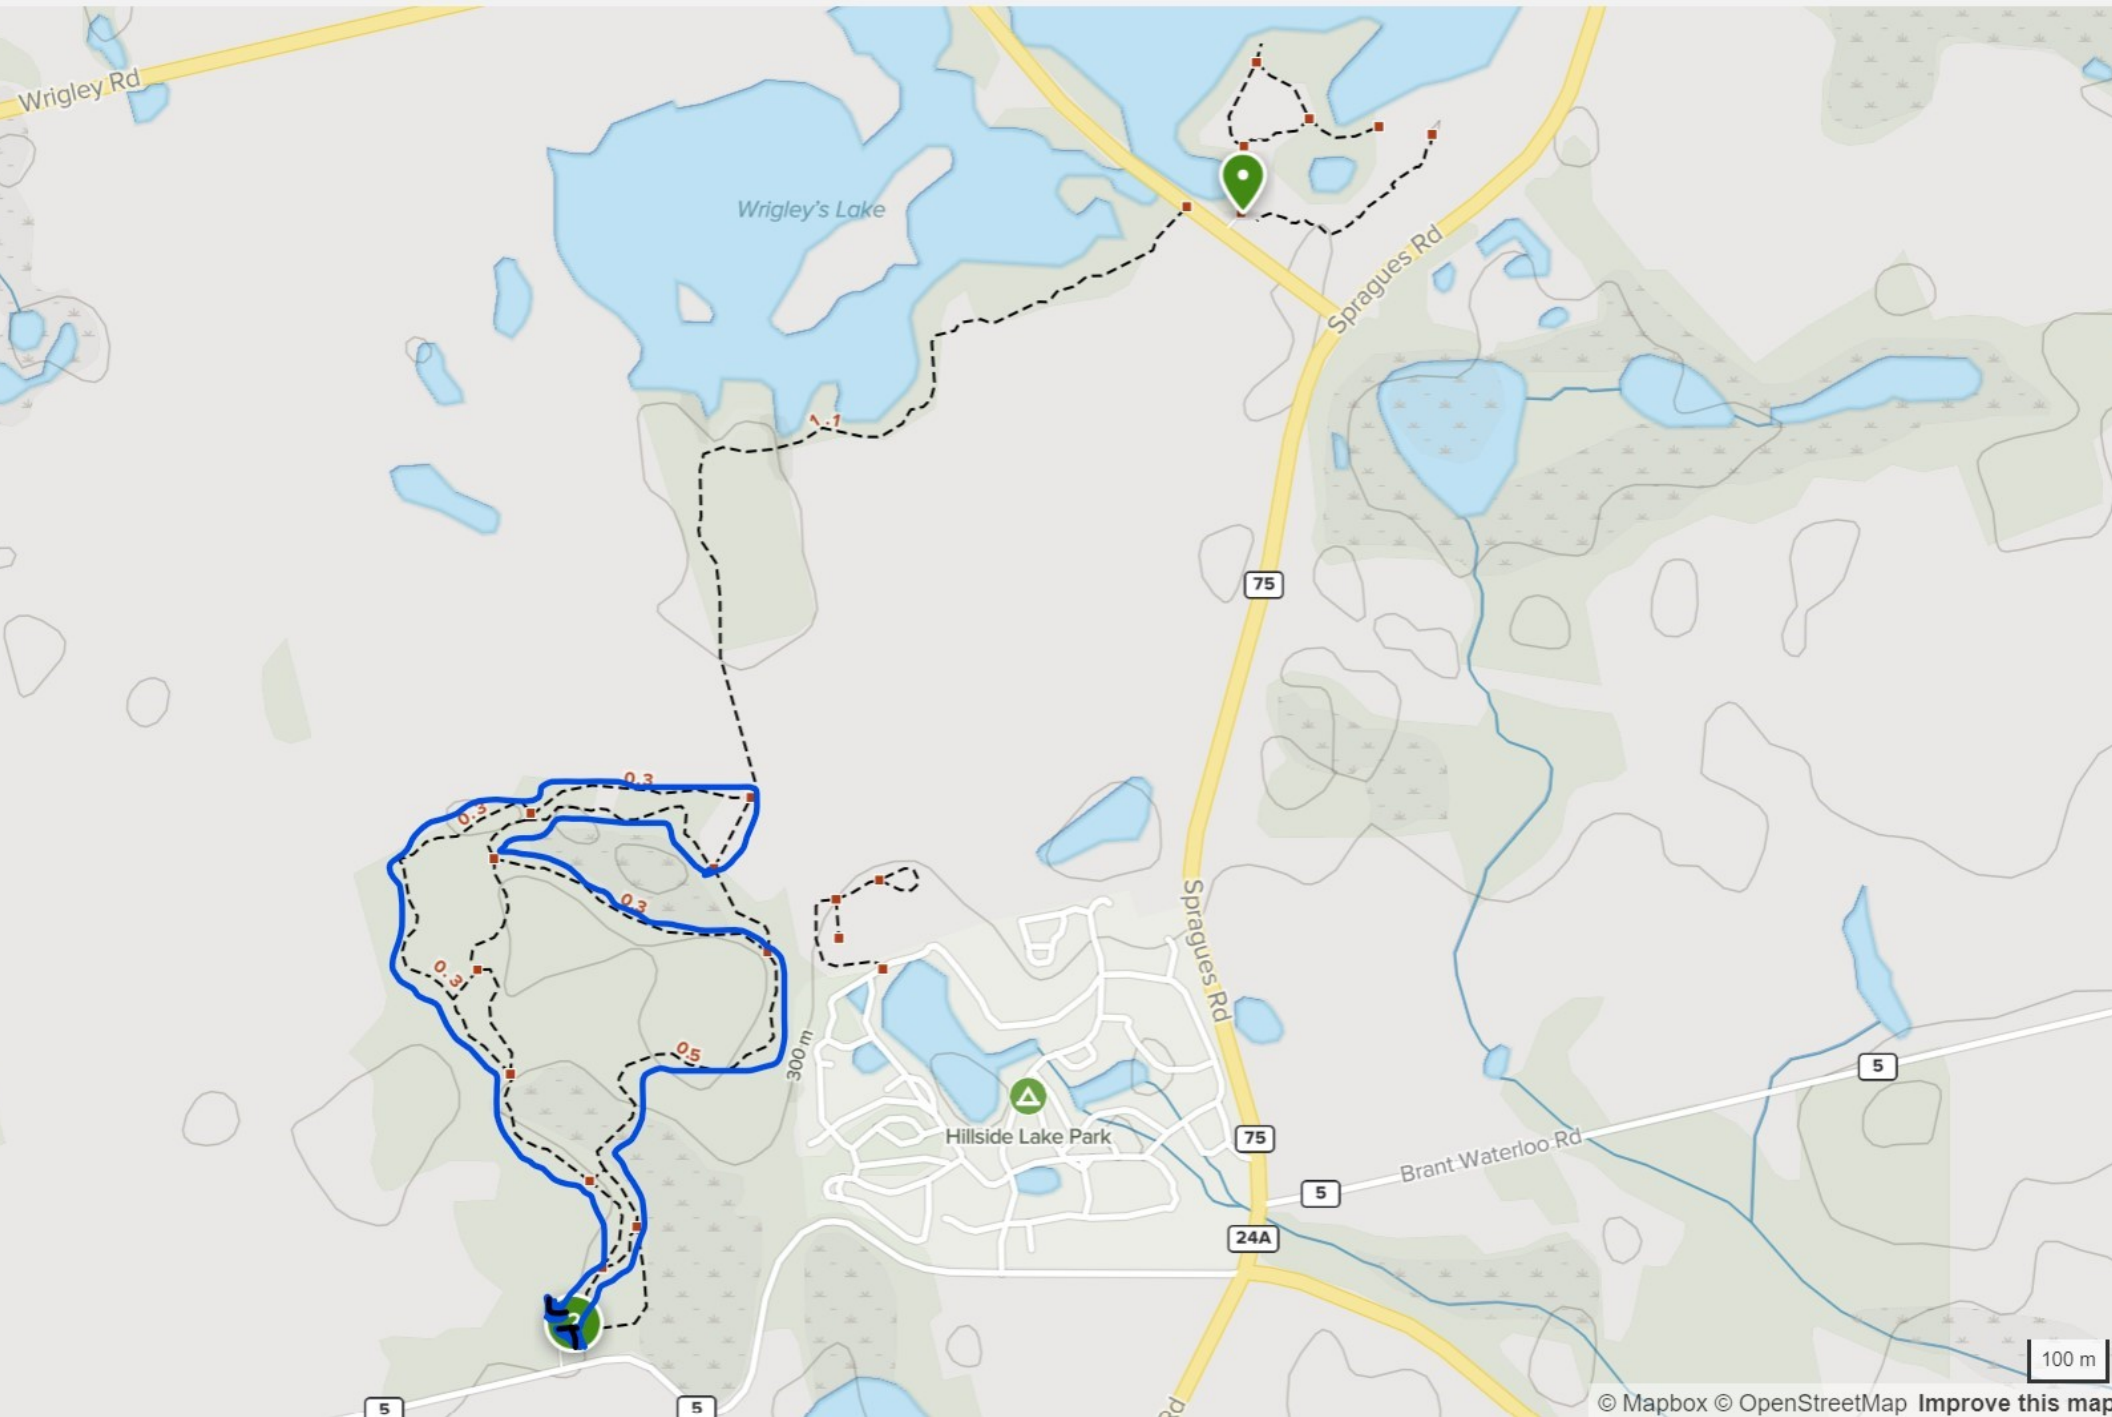 Wrigley Rd
Wrigley's Lake
Spragues Rd
1.1
75
0.3
0.3
0.3
Spragues Rd
0.3
0.5
300 m
5
Hillside Lake Park
75
Brant Waterloo Rd
5
24A
100 m
5
5
Rd
© Mapbox © OpenStreetMap Improve this map